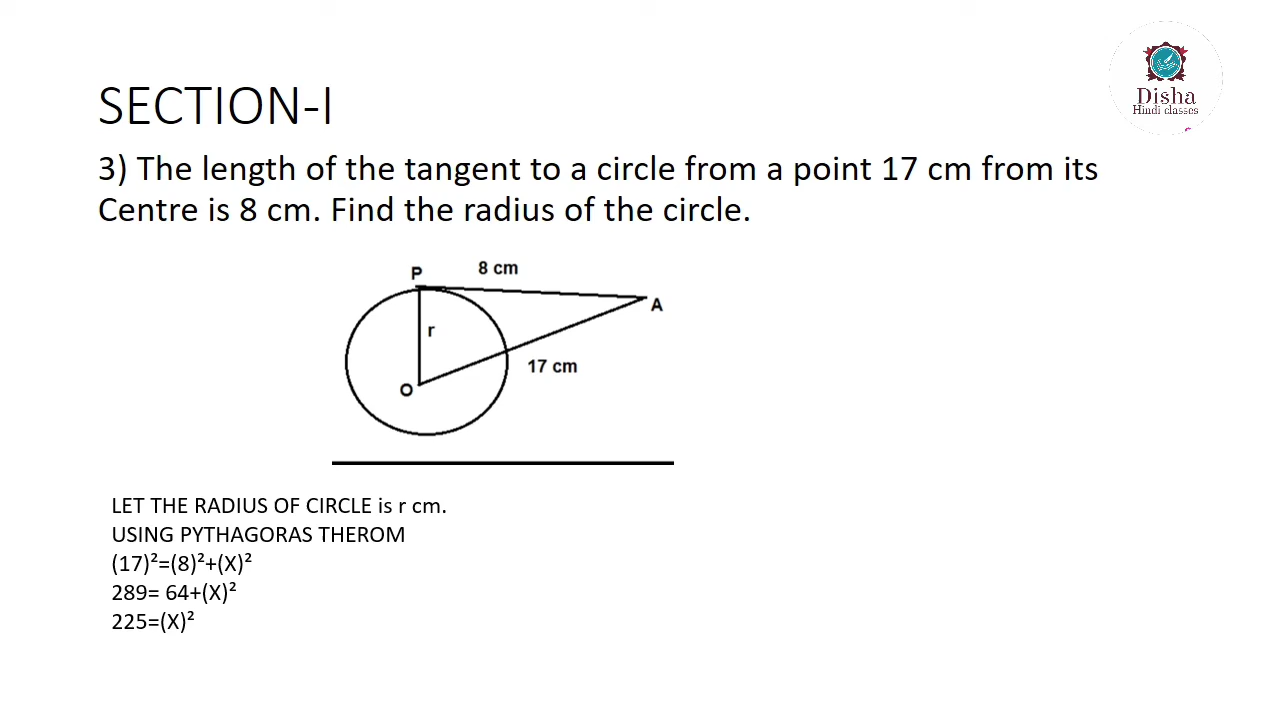 Disha
Hindi classes
SECTION-I
3) The length of the tangent to a circle from a point 17 cm from its
Centre is 8 cm. Find the radius of the circle.
P
8 cm
A
r
17 cm
O
LET THE RADIUS OF CIRCLE is r cm.
USING PYTHAGORAS THEROM
(17)²=(8)²+(X)²
289= 64+(X)²
225=(X)²